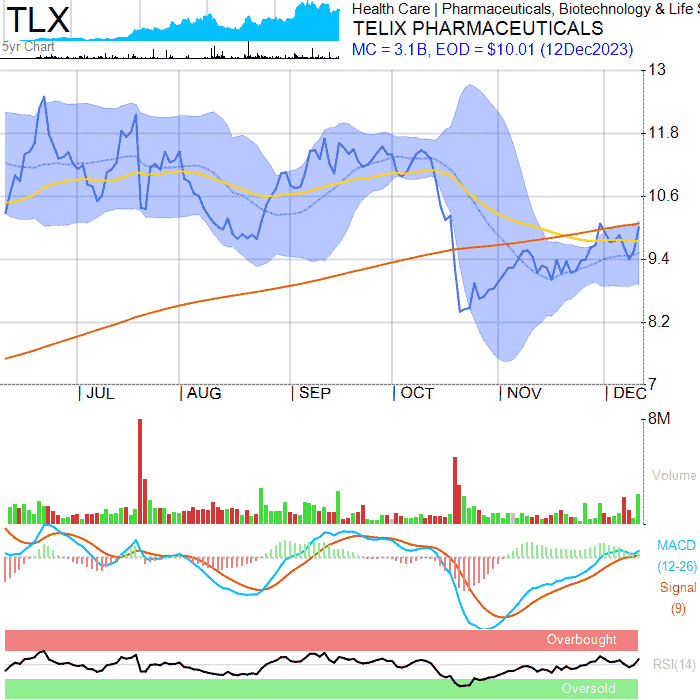 TLX
5yr Chart
Health Care | Pharmaceuticals, Biotechnology & Life S
TELIX PHARMACEUTICALS
MC = 3.1B, EOD = $10.01 (12Dec2023)
13
11.8
10.6
9.4
8.2
7
| JUL | AUG | SEP | OCT | NOV | DEC
8M
Volume
MACD
(12-26)
Signal
(9)
Overbought
RSI(14)
Oversold